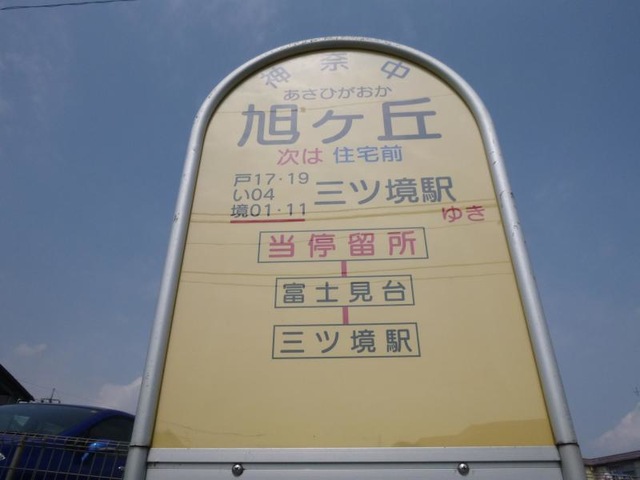 神奈中
あさひがおか
旭ヶ丘
次は 住宅前
戸17・19
い04
境01・11
三ツ境駅
ゆき
当停留所
富士見台
三ツ境駅